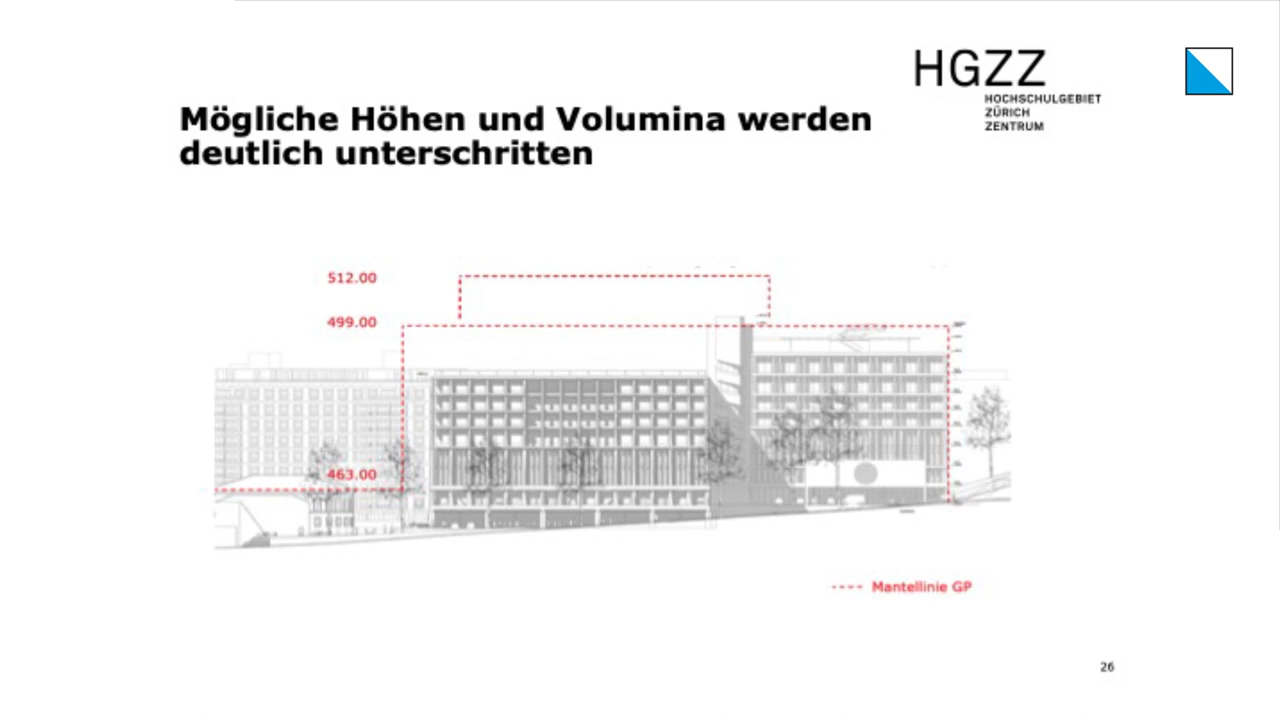 HGZZ
HOCHSCHULGEBIET
ZÜRICH
ZENTRUM
Mögliche Höhen und Volumina werden
deutlich unterschritten
512.00
499.00
463.00
Mantellinie GP
26